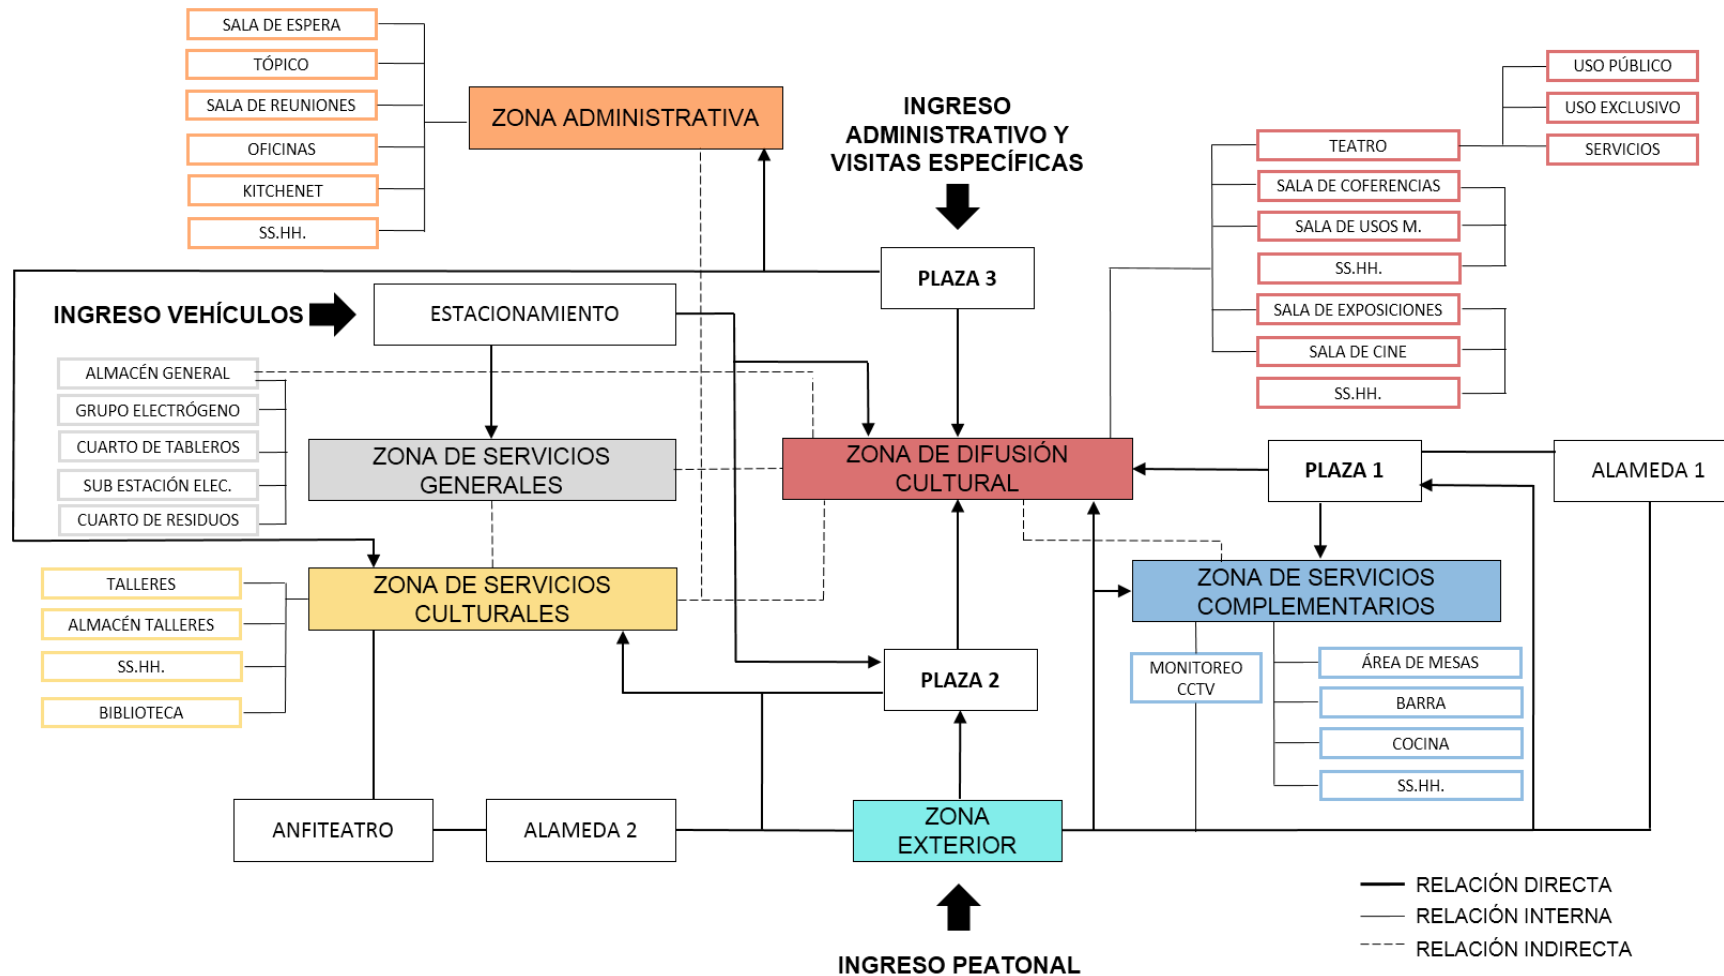 SALA DE ESPERA
TÓPICO
SALA DE REUNIONES
OFICINAS
KITCHENET
SS.HH.
ZONA ADMINISTRATIVA
INGRESO
ADMINISTRATIVO Y
VISITAS ESPECÍFICAS
USO PÚBLICO
USO EXCLUSIVO
SERVICIOS
TEATRO
SALA DE COFERENCIAS
SALA DE USOS M.
SS.HH.
SALA DE EXPOSICIONES
SALA DE CINE
SS.HH.
PLAZA 3
INGRESO VEHÍCULOS
ESTACIONAMIENTO
ALMACÉN GENERAL
GRUPO ELECTRÓGENO
CUARTO DE TABLEROS
SUB ESTACIÓN ELEC.
CUARTO DE RESIDUOS
ZONA DE SERVICIOS
GENERALES
ZONA DE DIFUSIÓN
CULTURAL
PLAZA 1
ALAMEDA 1
TALLERES
ALMACÉN TALLERES
SS.HH.
BIBLIOTECA
ZONA DE SERVICIOS
CULTURALES
ZONA DE SERVICIOS
COMPLEMENTARIOS
MONITOREO
CCTV
ÁREA DE MESAS
BARRA
COCINA
SS.HH.
PLAZA 2
ANFITEATRO
ALAMEDA 2
ZONA
EXTERIOR
INGRESO PEATONAL
RELACIÓN DIRECTA
RELACIÓN INTERNA
RELACIÓN INDIRECTA